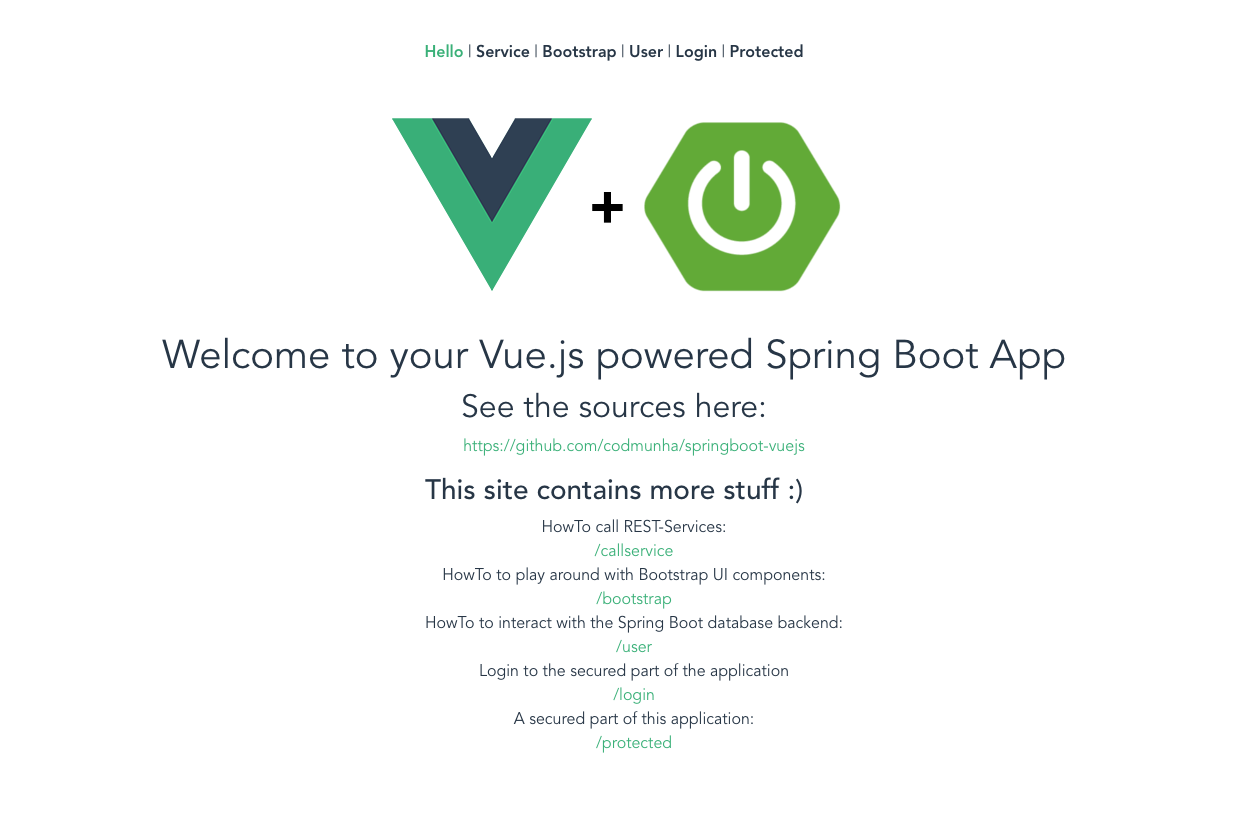 Hello | Service | Bootstrap | User | Login | Protected
+
Welcome to your Vue.js powered Spring Boot App
See the sources here:
https://github.com/codmunha/springboot-vuejs
This site contains more stuff :)
HowTo call REST-Services:
/callservice
HowTo to play around with Bootstrap UI components:
/bootstrap
HowTo to interact with the Spring Boot database backend:
/user
Login to the secured part of the application
/login
A secured part of this application:
/protected